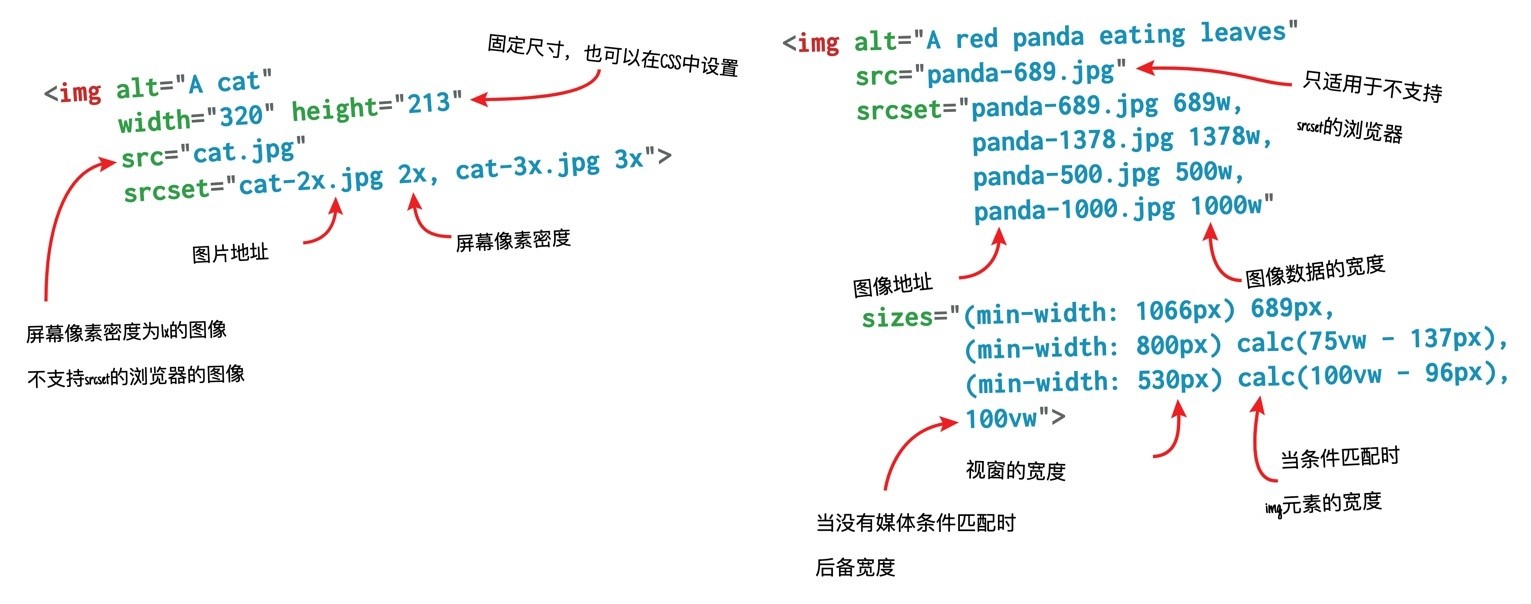 固定尺寸，也可以在CSS中设置
<img alt="A cat"
width="320" height="213"
src="cat.jpg"
srcset="cat-2x.jpg 2x, cat-3x.jpg 3x">
图片地址
屏幕像素密度
屏幕像素密度为1x的图像
不支持srcset的浏览器的图像
<img alt="A red panda eating leaves"
src="panda-689.jpg"
只适用于不支持
srcset的浏览器
srcset="panda-689.jpg 689w,
panda-1378.jpg 1378w,
panda-500.jpg 500w,
panda-1000.jpg 1000w"
图像地址
图像数据的宽度
sizes="(min-width: 1066px) 689px,
(min-width: 800px) calc(75vw - 137px),
(min-width: 530px) calc(100vw - 96px),
100vw">
视窗的宽度
当条件匹配时
img元素的宽度
当没有媒体条件匹配时
后备宽度